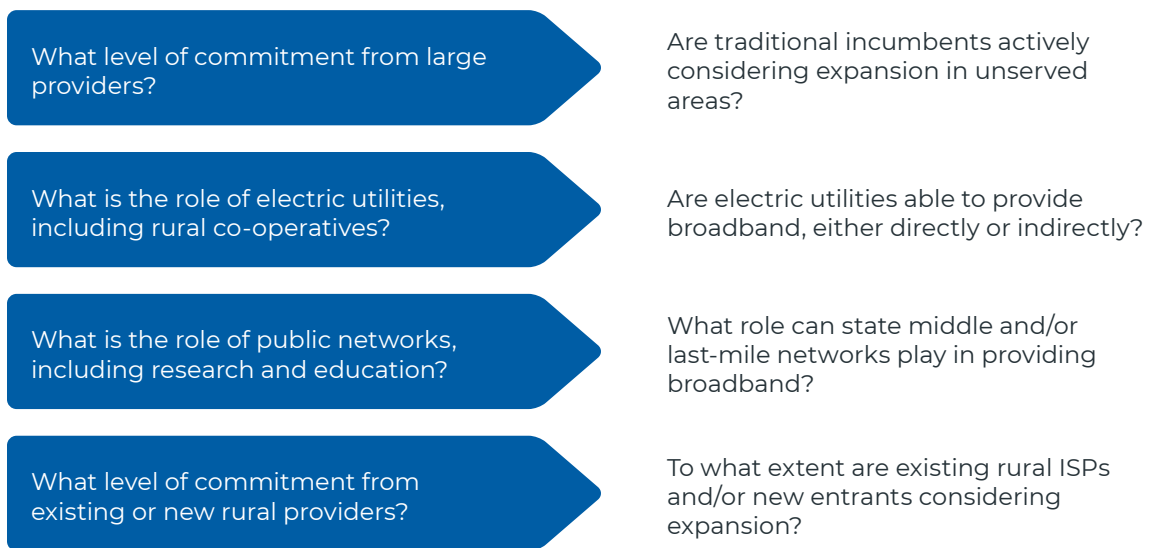 What level of commitment from large
providers?
Are traditional incumbents actively
considering expansion in unserved
areas?
What is the role of electric utilities,
including rural co-operatives?
Are electric utilities able to provide
broadband, either directly or indirectly?
What is the role of public networks,
including research and education?
What role can state middle and/or
last-mile networks play in providing
broadband?
What level of commitment from
existing or new rural providers?
To what extent are existing rural ISPs
and/or new entrants considering
expansion?